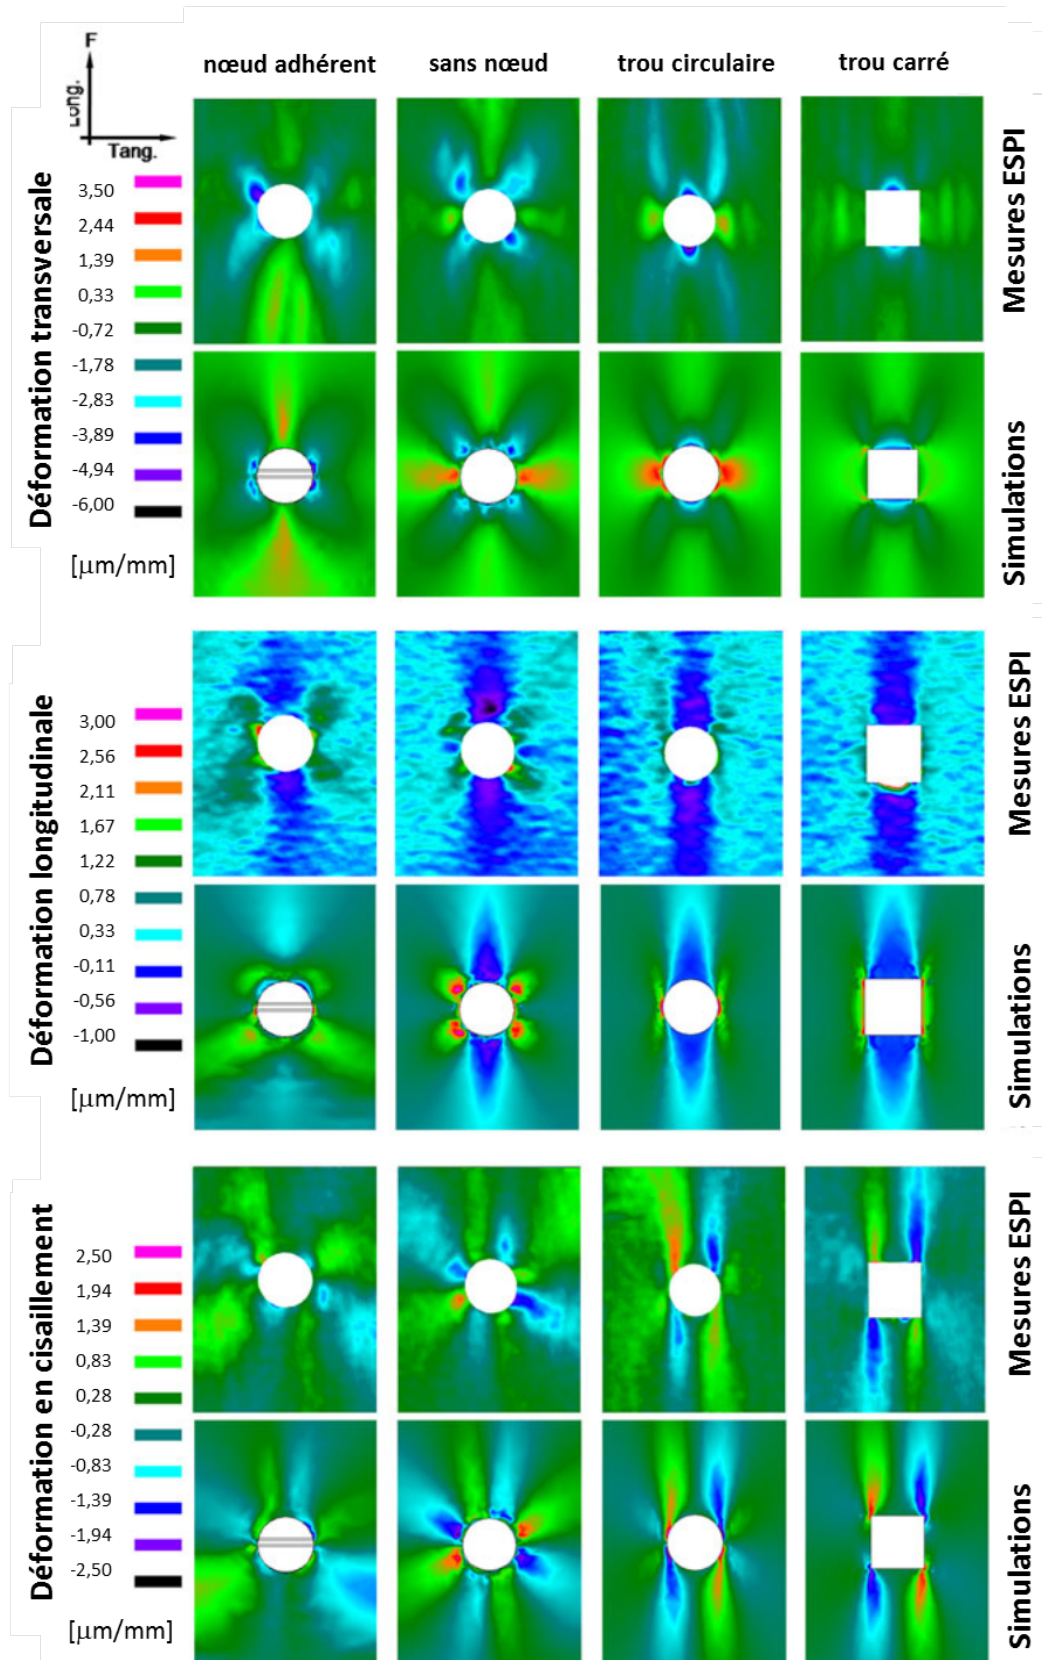 F
Long.
Tang.
nœud adhérent
sans nœud
trou circulaire
trou carré
Déformation transversale
3,50
2,44
1,39
0,33
-0,72
-1,78
-2,83
-3,89
-4,94
-6,00
[μm/mm]
Mesures ESPI
Simulations
Déformation longitudinale
3,00
2,56
2,11
1,67
1,22
0,78
0,33
-0,11
-0,56
-1,00
[μm/mm]
Mesures ESPI
Simulations
Déformation en cisaillement
2,50
1,94
1,39
0,83
0,28
-0,28
-0,83
-1,39
-1,94
-2,50
[μm/mm]
Mesures ESPI
Simulations